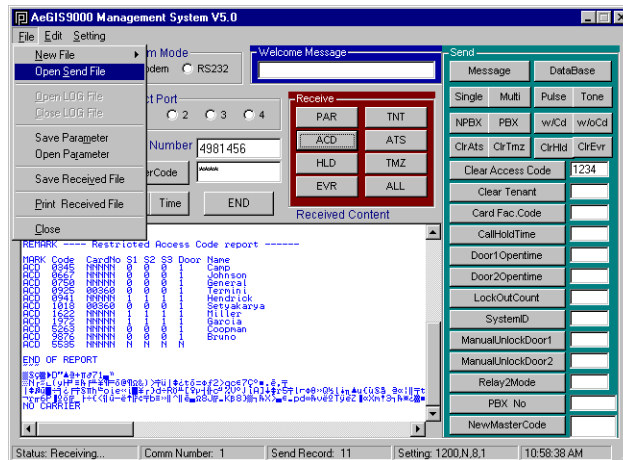 AeGIS9000 Management System V5.0
File Edit Setting
New File
Open Send File
Open LOG File
Close LOG File
Save Parameter
Open Parameter
Save Received File
Print Received File
Close
m Mode
odem RS232
ct Port
2 3 4
Number 4981456
erCode
Time END
Welcome Message
Receive
PAR TNT
ACD ATS
HLD TMZ
EVR ALL
Received Content
Send
Message DataBase
Single Multi Pulse Tone
NPBX PBX w/Cd w/oCd
ClrAts ClrTmz ClrHld ClrEvr
Clear Access Code 1234
Clear Tenant
Card Fac.Code
CallHoldTime
Door1Opentime
Door2Opentime
LockOutCount
SystemID
ManualUnlockDoor1
ManualUnlockDoor2
Relay2Mode
PBX No
NewMasterCode
REMARK ---- Restricted Access Code report ------
MARK Code CardNo S1 S2 S3 Door Name
ACD 0345 NNNNN 0 0 0 1 Camp
ACD 0667 NNNNN 0 0 0 1 Johnson
ACD 0750 NNNNN 0 0 0 1 General
ACD 0925 00360 0 0 0 1 Termini
ACD 0941 NNNNN 1 1 1 1 Hendrick
ACD 1018 00360 0 0 0 1 Setyakarya
ACD 1622 NNNNN 1 1 1 1 Miller
ACD 1972 NNNNN 1 1 1 1 Garcia
ACD 5263 NNNNN 0 0 0 1 Coopman
ACD 9876 NNNNN 0 0 0 1 Bruno
ACD 5535 NNNNN N N N N
END OF REPORT
NO CARRIER
Status: Receiving... Comm Number: 1 Send Record: 11 Setting: 1200,N,8,1 10:58:38 AM